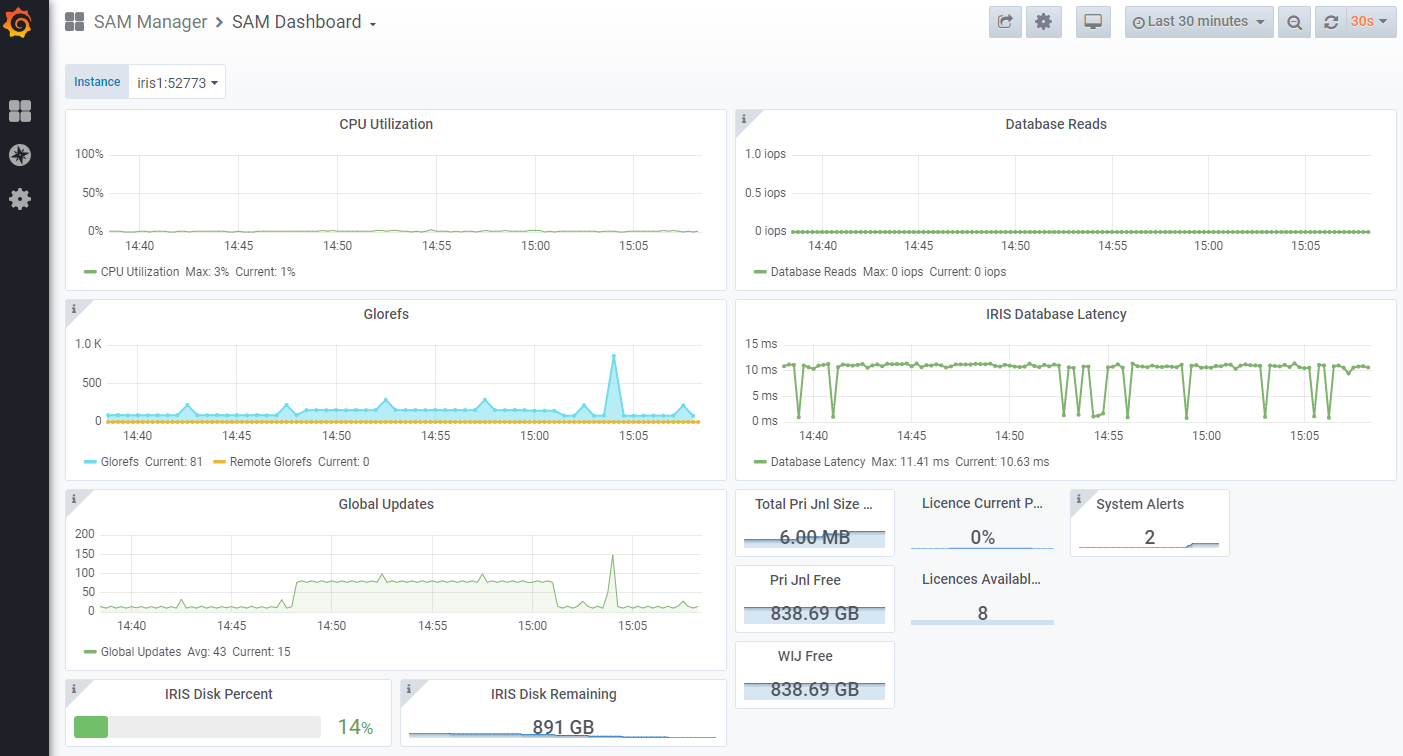 SAM Manager > SAM Dashboard
Last 30 minutes
30s
Instance iris1:52773
CPU Utilization
100%
50%
0%
14:40 14:45 14:50 14:55 15:00 15:05
CPU Utilization Max: 3% Current: 1%
Database Reads
1.0 iops
0.5 iops
0 iops
14:40 14:45 14:50 14:55 15:00 15:05
Database Reads Max: 0 iops Current: 0 iops
Glorefs
1.0 K
500
0
14:40 14:45 14:50 14:55 15:00 15:05
Glorefs Current: 81 Remote Glorefs Current: 0
IRIS Database Latency
15 ms
10 ms
5 ms
0 ms
14:40 14:45 14:50 14:55 15:00 15:05
Database Latency Max: 11.41 ms Current: 10.63 ms
Global Updates
200
150
100
50
0
14:40 14:45 14:50 14:55 15:00 15:05
Global Updates Avg: 43 Current: 15
Total Pri Jnl Size ...
6.00 MB
Licence Current P...
0%
System Alerts
2
Pri Jnl Free
838.69 GB
Licences Availabl...
8
WIJ Free
838.69 GB
IRIS Disk Percent
14%
IRIS Disk Remaining
891 GB